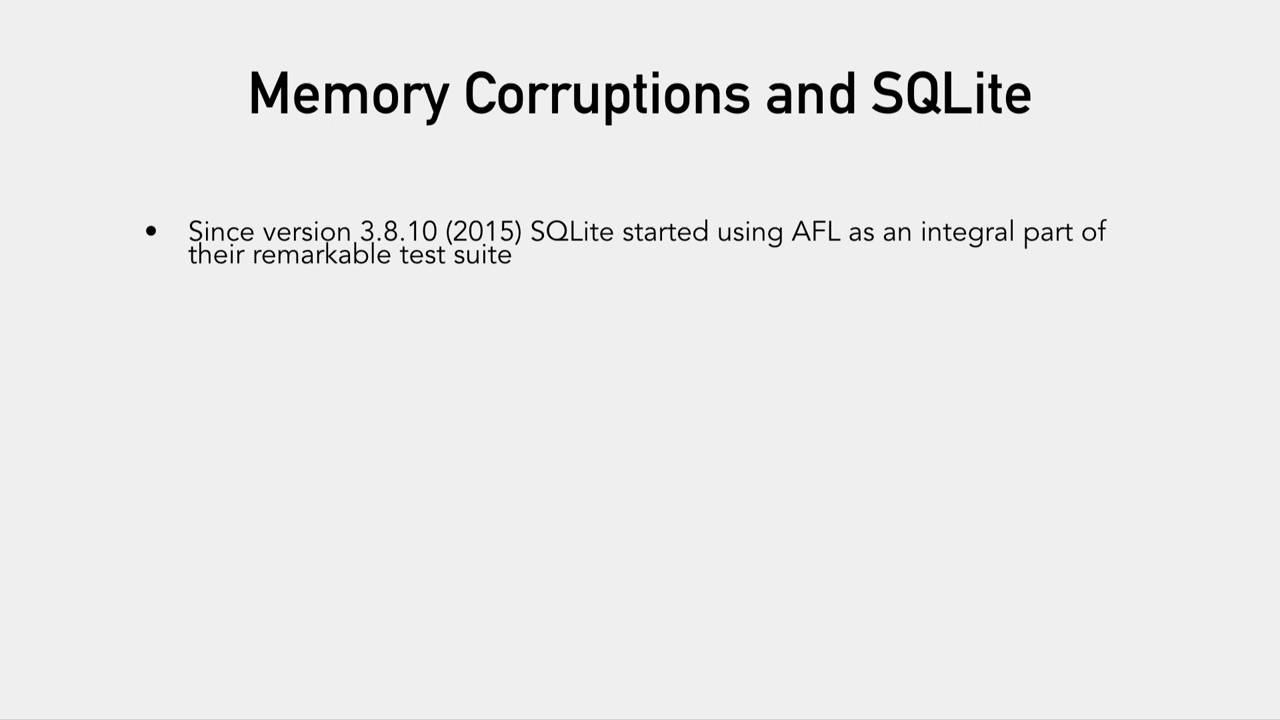 Memory Corruptions and SQLite
• Since version 3.8.10 (2015) SQLite started using AFL as an integral part of
their remarkable test suite